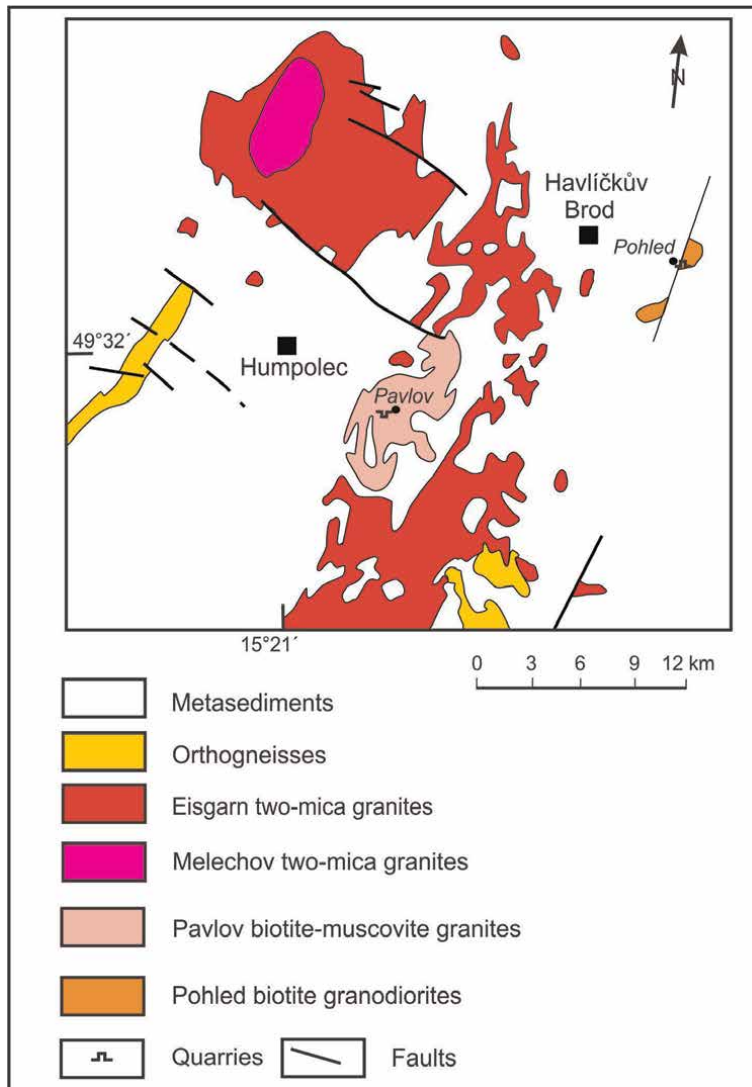 N
Havlíčkův
Brod
Pohled
49°32´
Humpolec
Pavlov
15°21´
0 3 6 9 12 km
Metasediments
Orthogneisses
Eisgarn two-mica granites
Melechov two-mica granites
Pavlov biotite-muscovite granites
Pohled biotite granodiorites
Quarries Faults